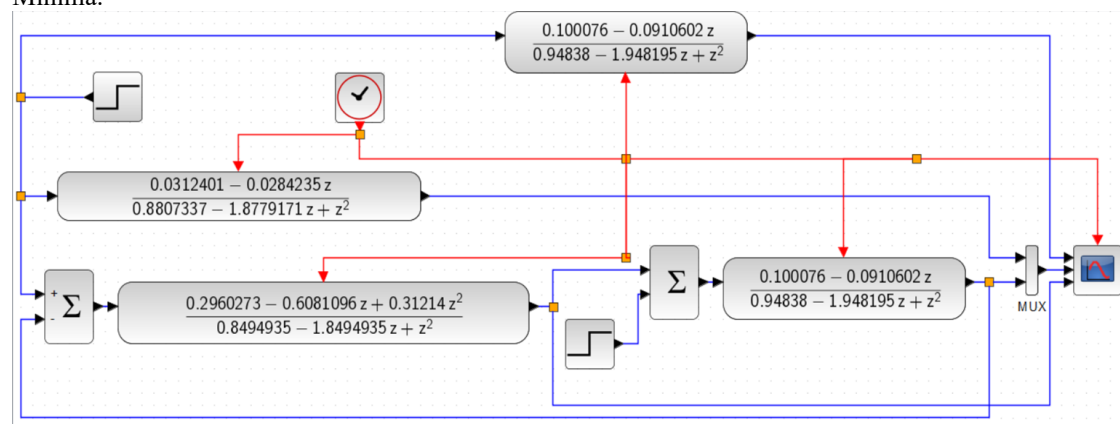 Minima.
0.100076 − 0.0910602 z
0.94838 − 1.948195 z + z²
0.0312401 − 0.0284235 z
0.8807337 − 1.8779171 z + z²
+
-
Σ
0.2960273 − 0.6081096 z + 0.31214 z²
0.8494935 − 1.8494935 z + z²
Σ
0.100076 − 0.0910602 z
0.94838 − 1.948195 z + z²
MUX